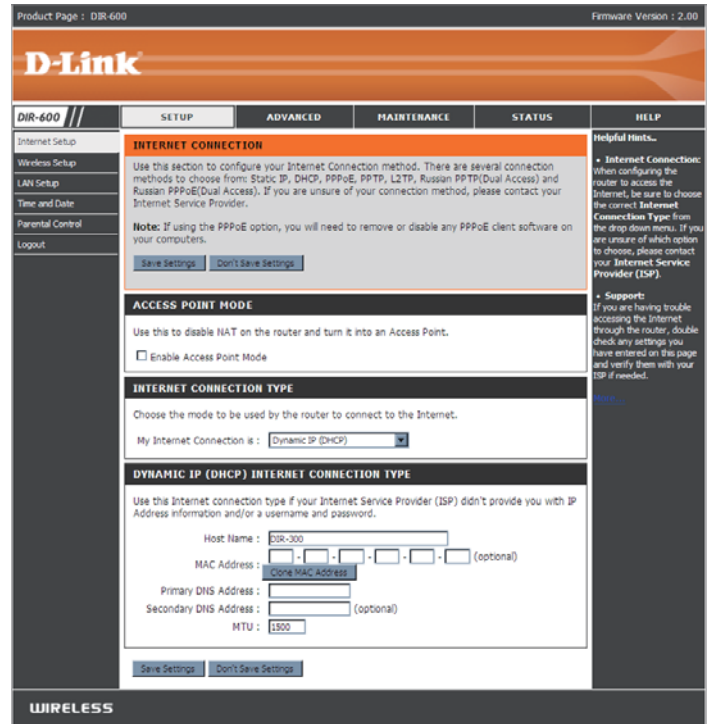 Product Page : DIR-600
Firmware Version : 2.00
D-Link
DIR-600
SETUP
ADVANCED
MAINTENANCE
STATUS
HELP
Internet Setup
Wireless Setup
LAN Setup
Time and Date
Parental Control
Logout
INTERNET CONNECTION
Use this section to configure your Internet Connection method. There are several connection
methods to choose from: Static IP, DHCP, PPPoE, PPTP, L2TP, Russian PPTP(Dual Access) and
Russian PPPoE(Dual Access). If you are unsure of your connection method, please contact your
Internet Service Provider.
Note: If using the PPPoE option, you will need to remove or disable any PPPoE client software on
your computers.
Save Settings
Don't Save Settings
ACCESS POINT MODE
Use this to disable NAT on the router and turn it into an Access Point.
Enable Access Point Mode
INTERNET CONNECTION TYPE
Choose the mode to be used by the router to connect to the Internet.
My Internet Connection is : Dynamic IP (DHCP)
DYNAMIC IP (DHCP) INTERNET CONNECTION TYPE
Use this Internet connection type if your Internet Service Provider (ISP) didn't provide you with IP
Address information and/or a username and password.
Host Name : DIR-300
MAC Address : - - - - - (optional)
Clone MAC Address
Primary DNS Address :
Secondary DNS Address : (optional)
MTU : 1500
Save Settings
Don't Save Settings
Helpful Hints..
• Internet Connection:
When configuring the
router to access the
Internet, be sure to choose
the correct Internet
Connection Type from
the drop down menu. If you
are unsure of which option
to choose, please contact
your Internet Service
Provider (ISP).
• Support:
If you are having trouble
accessing the Internet
through the router, double
check any settings you
have entered on this page
and verify them with your
ISP if needed.
More...
WIRELESS